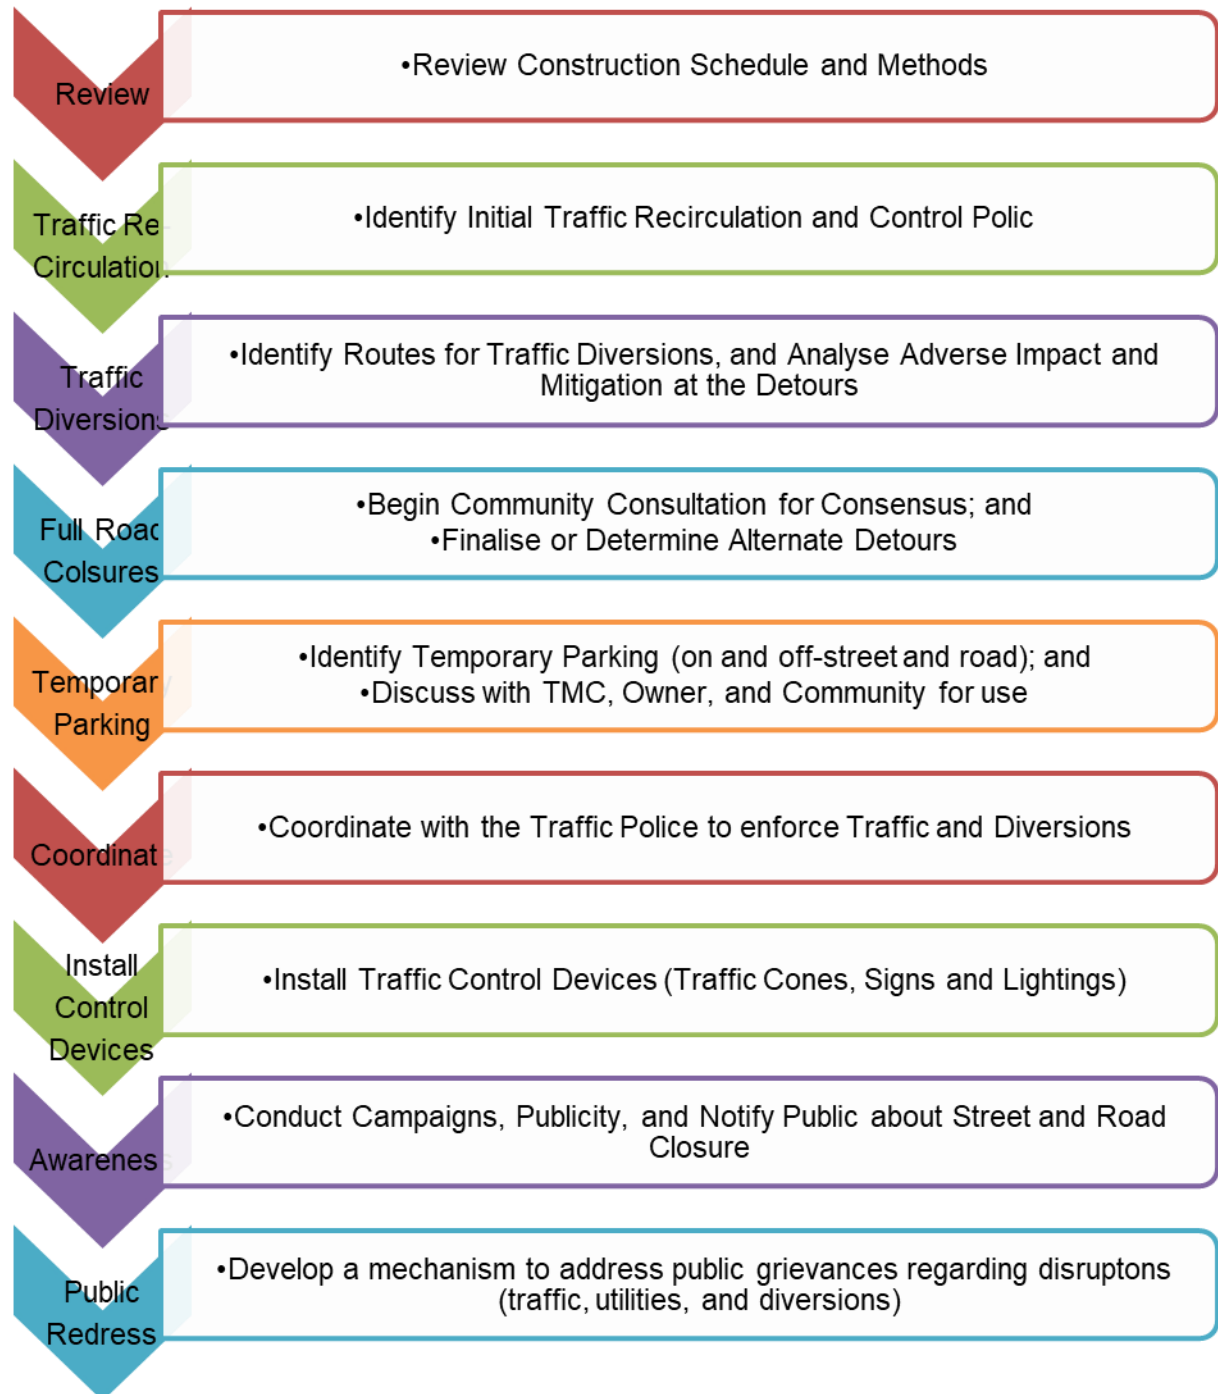 Review
•Review Construction Schedule and Methods
Traffic Re-
Circulation
•Identify Initial Traffic Recirculation and Control Polic
Traffic
Diversions
•Identify Routes for Traffic Diversions, and Analyse Adverse Impact and
Mitigation at the Detours
Full Road
Colsures
•Begin Community Consultation for Consensus; and
•Finalise or Determine Alternate Detours
Temporary
Parking
•Identify Temporary Parking (on and off-street and road); and
•Discuss with TMC, Owner, and Community for use
Coordinate
•Coordinate with the Traffic Police to enforce Traffic and Diversions
Install
Control
Devices
•Install Traffic Control Devices (Traffic Cones, Signs and Lightings)
Awareness
•Conduct Campaigns, Publicity, and Notify Public about Street and Road
Closure
Public
Redress
•Develop a mechanism to address public grievances regarding disruptons
(traffic, utilities, and diversions)